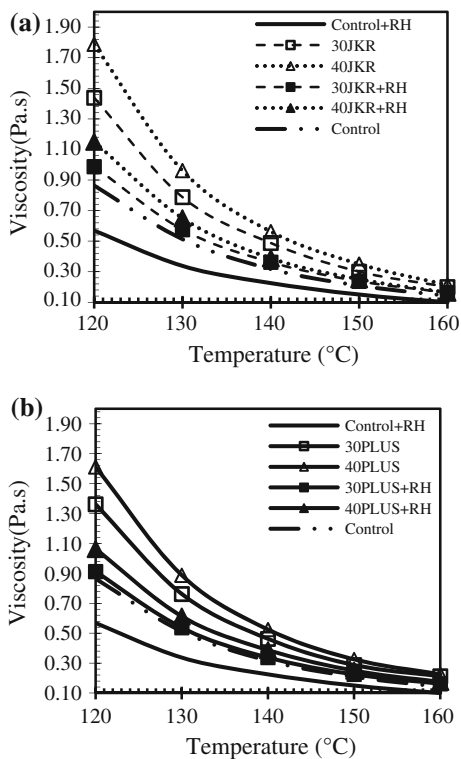 (a)
1.90
1.70
1.50
1.30
1.10
0.90
0.70
0.50
0.30
0.10
Viscosity(Pa.s)
Control+RH
30JKR
40JKR
30JKR+RH
40JKR+RH
Control
120 130 140 150 160
Temperature (°C)
(b)
1.90
1.70
1.50
1.30
1.10
0.90
0.70
0.50
0.30
0.10
Viscosity(Pa.s)
Control+RH
30PLUS
40PLUS
30PLUS+RH
40PLUS+RH
Control
120 130 140 150 160
Temperature (°C)